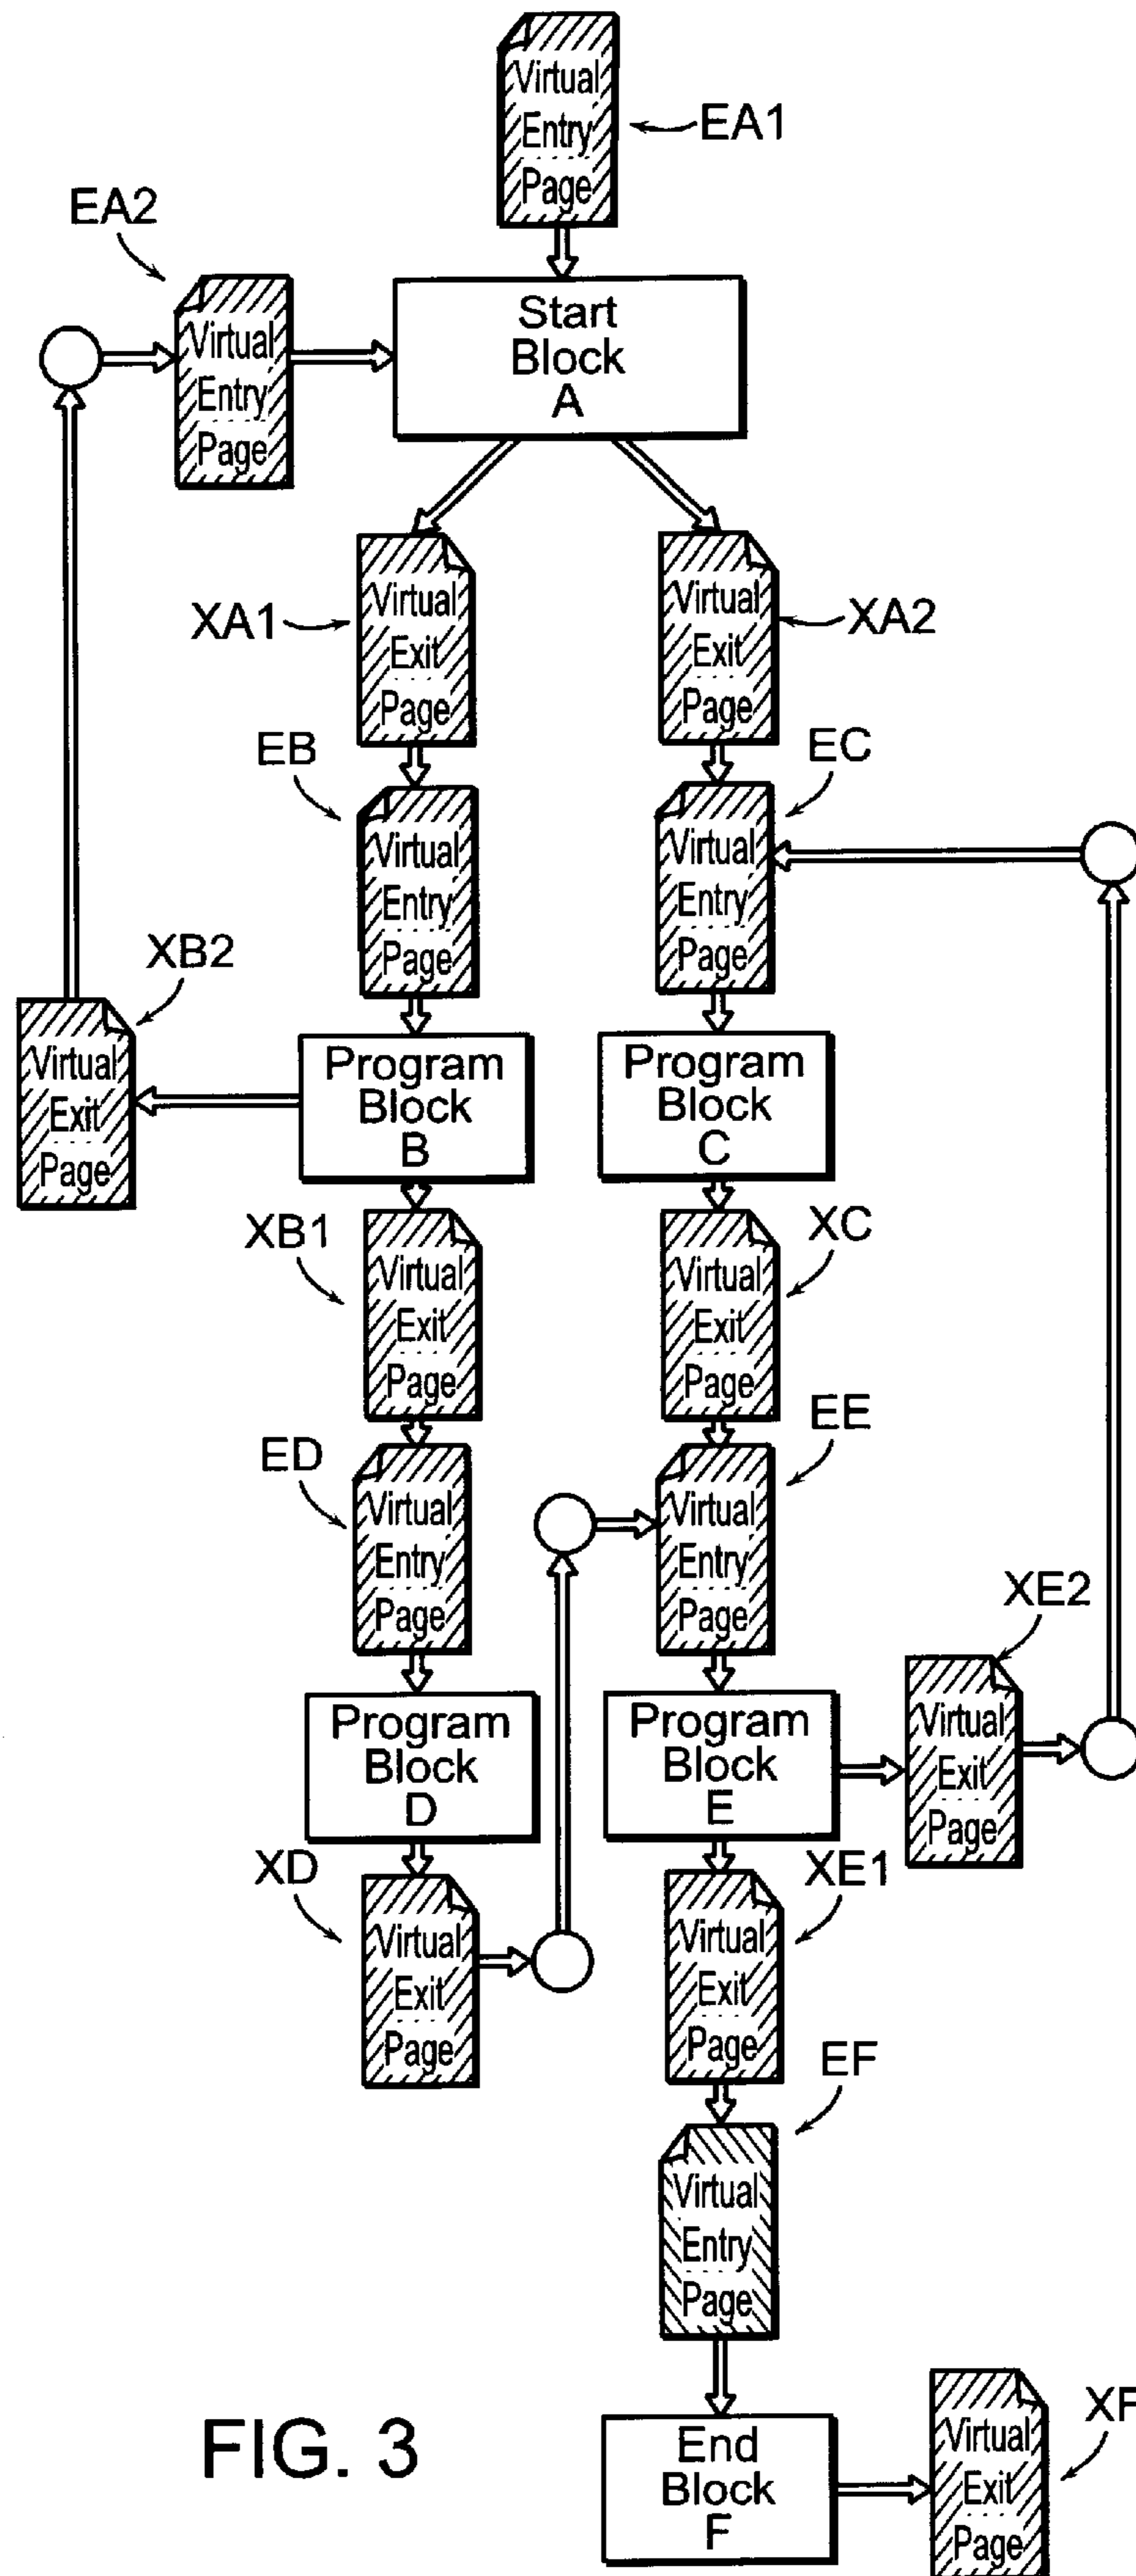 Virtual
Entry
Page
EA1
EA2
Virtual
Entry
Page
Start
Block
A
XA1
Virtual
Exit
Page
Virtual
Exit
Page
XA2
EB
Virtual
Entry
Page
EC
Virtual
Entry
Page
XB2
Virtual
Exit
Page
Program
Block
B
Program
Block
C
XB1
Virtual
Exit
Page
XC
Virtual
Exit
Page
ED
Virtual
Entry
Page
EE
Virtual
Entry
Page
XE2
Virtual
Exit
Page
Program
Block
D
Program
Block
E
XD
Virtual
Exit
Page
XE1
Virtual
Exit
Page
EF
Virtual
Entry
Page
FIG. 3
End
Block
F
Virtual
Exit
Page
XF